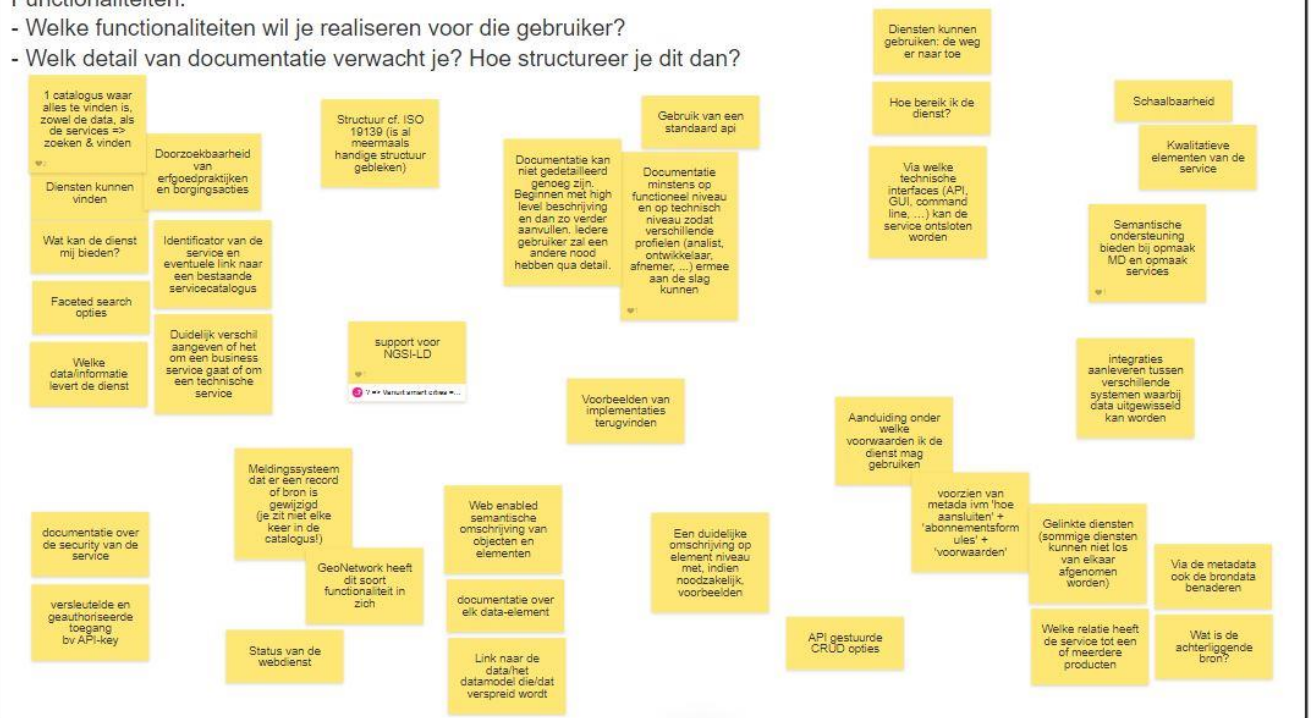 Functionaliteiten:
- Welke functionaliteiten wil je realiseren voor die gebruiker?
- Welk detail van documentatie verwacht je? Hoe structureer je dit dan?
1 catalogus waar
alles te vinden is,
zowel de data, als
de services =>
zoeken & vinden
Doorzoekbaarheid
van
erfgoedpraktijken
en borgingsacties
Diensten kunnen
vinden
Wat kan de dienst
mij bieden?
Identificator van de
service en
eventuele link naar
een bestaande
servicecatalogus
Faceted search
opties
Duidelijk verschil
aangeven of het
om een business
service gaat of om
een technische
service
Welke
data/informatie
levert de dienst
Structuur cf. ISO
19139 (is al
meermaals
handige structuur
gebleken)
support voor
NGSI-LD
? => Vanuit smart cities =...
Gebruik van een
standaard api
Documentatie kan
niet gedetailleerd
genoeg zijn.
Beginnen met high
level beschrijving
en dan zo verder
aanvullen. Iedere
gebruiker zal een
andere nood
hebben qua detail.
Documentatie
minstens op
functioneel niveau
en op technisch
niveau zodat
verschillende
profielen (analist,
ontwikkelaar,
afnemer, ...) ermee
aan de slag
kunnen
1
Voorbeelden van
implementaties
terugvinden
Diensten kunnen
gebruiken: de weg
er naar toe
Hoe bereik ik de
dienst?
Via welke
technische
interfaces (API,
GUI, command
line, ...) kan de
service ontsloten
worden
Schaalbaarheid
Kwalitatieve
elementen van de
service
Semantische
ondersteuning
bieden bij opmaak
MD en opmaak
services
1
integraties
aanleveren tussen
verschillende
systemen waarbij
data uitgewisseld
kan worden
Aanduiding onder
welke
voorwaarden ik de
dienst mag
gebruiken
voorzien van
metada ivm 'hoe
aansluiten' +
'abonnementsform
ules' +
'voorwaarden'
Gelinkte diensten
(sommige diensten
kunnen niet los
van elkaar
afgenomen
worden)
Via de metadata
ook de brondata
benaderen
Welke relatie heeft
de service tot een
of meerdere
producten
Wat is de
achterliggende
bron?
API gestuurde
CRUD opties
documentatie over
de security van de
service
versleutelde en
geauthoriseerde
toegang
bv API-key
Meldingssysteem
dat er een record
of bron is
gewijzigd
(je zit niet elke
keer in de
catalogus!)
GeoNetwork heeft
dit soort
functionaliteit in
zich
Status van de
webdienst
Web enabled
semantische
omschrijving van
objecten en
elementen
documentatie over
elk data-element
Link naar de
data/het
datamodel die/dat
verspreid wordt
Een duidelijke
omschrijving op
element niveau
met, indien
noodzakelijk,
voorbeelden